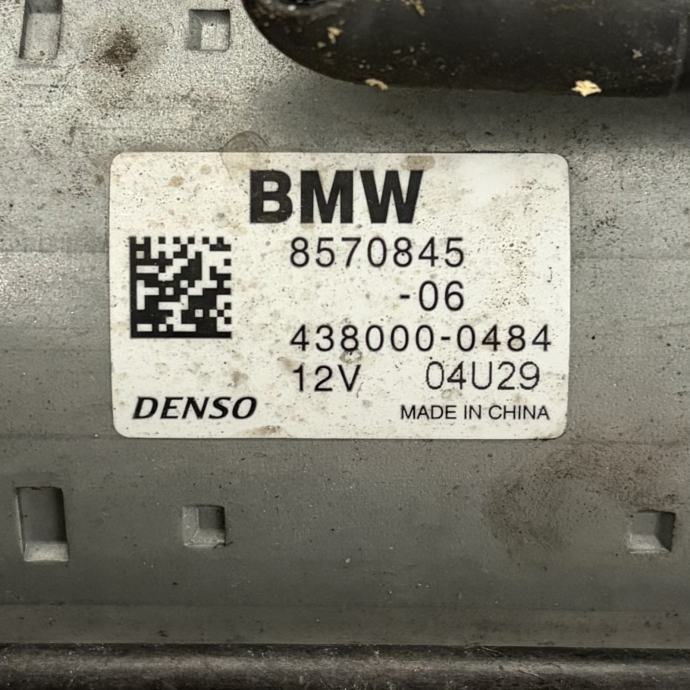 BMW
8570845
-06
438000-0484
12V 04U29
DENSO MADE IN CHINA